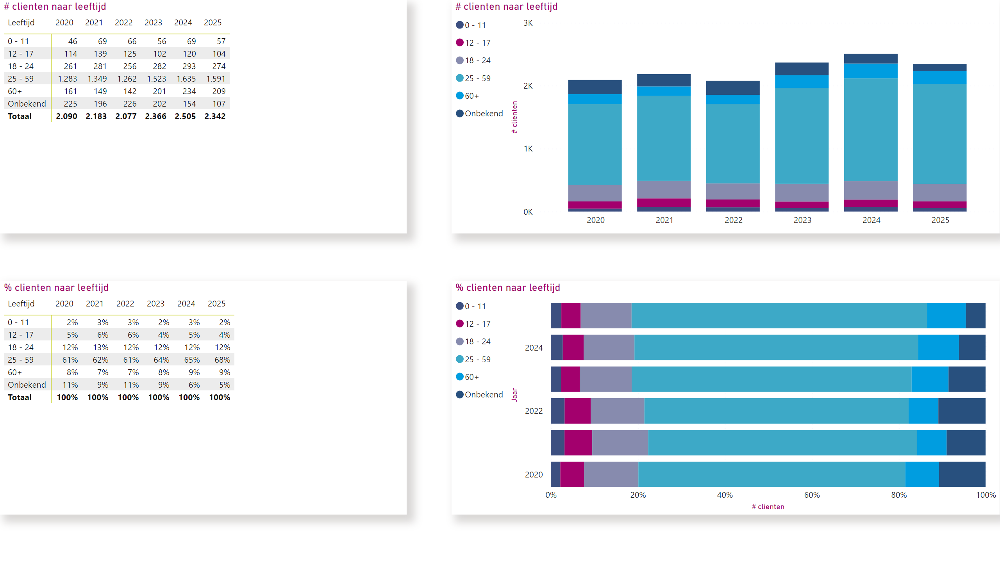 # clienten naar leeftijd
Leeftijd 2020 2021 2022 2023 2024 2025
0 - 11 46 69 66 56 69 57
12 - 17 114 139 125 102 120 104
18 - 24 261 281 256 282 293 274
25 - 59 1.283 1.349 1.262 1.523 1.635 1.591
60+ 161 149 142 201 234 209
Onbekend 225 196 226 202 154 107
Totaal 2.090 2.183 2.077 2.366 2.505 2.342
# clienten naar leeftijd
0 - 11
12 - 17
18 - 24
25 - 59
60+
Onbekend
# clienten
3K
2K
1K
0K
2020 2021 2022 2023 2024 2025
% clienten naar leeftijd
Leeftijd 2020 2021 2022 2023 2024 2025
0 - 11 2% 3% 3% 2% 3% 2%
12 - 17 5% 6% 6% 4% 5% 4%
18 - 24 12% 13% 12% 12% 12% 12%
25 - 59 61% 62% 61% 64% 65% 68%
60+ 8% 7% 7% 8% 9% 9%
Onbekend 11% 9% 11% 9% 6% 5%
Totaal 100% 100% 100% 100% 100% 100%
% clienten naar leeftijd
0 - 11
12 - 17
18 - 24
25 - 59
60+
Onbekend
Jaar
2024
2022
2020
0% 20% 40% 60% 80% 100%
# clienten